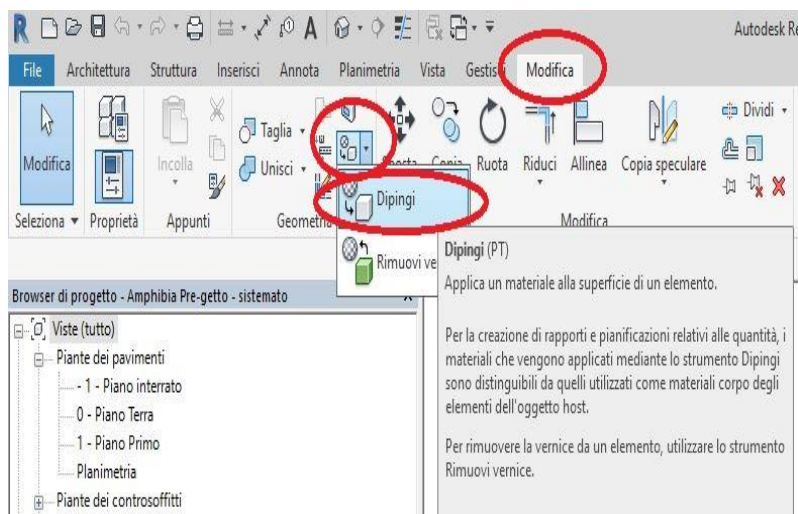 Autodesk Re
File Architettura Struttura Inserisci Annota Planimetria Vista Modifica
Taglia
Unisci
Dividi
Modifica Incolla Copia Ruota Riduci Allinea Copia speculare
Seleziona Proprietà Appunti Modifica
Dipingi
Rimuovi ve
Dipingi (PT)
Applica un materiale alla superficie di un elemento.
Per la creazione di rapporti e pianificazioni relativi alle quantità, i
materiali che vengono applicati mediante lo strumento Dipingi
sono distinguibili da quelli utilizzati come materiali corpo degli
elementi dell'oggetto host.
Per rimuovere la vernice da un elemento, utilizzare lo strumento
Rimuovi vernice.
Browser di progetto - Amphibia Pre-getto - sistemato
Viste (tutto)
Piante dei pavimenti
- 1 - Piano interrato
0 - Piano Terra
1 - Piano Primo
Planimetria
Piante dei controsoffitti